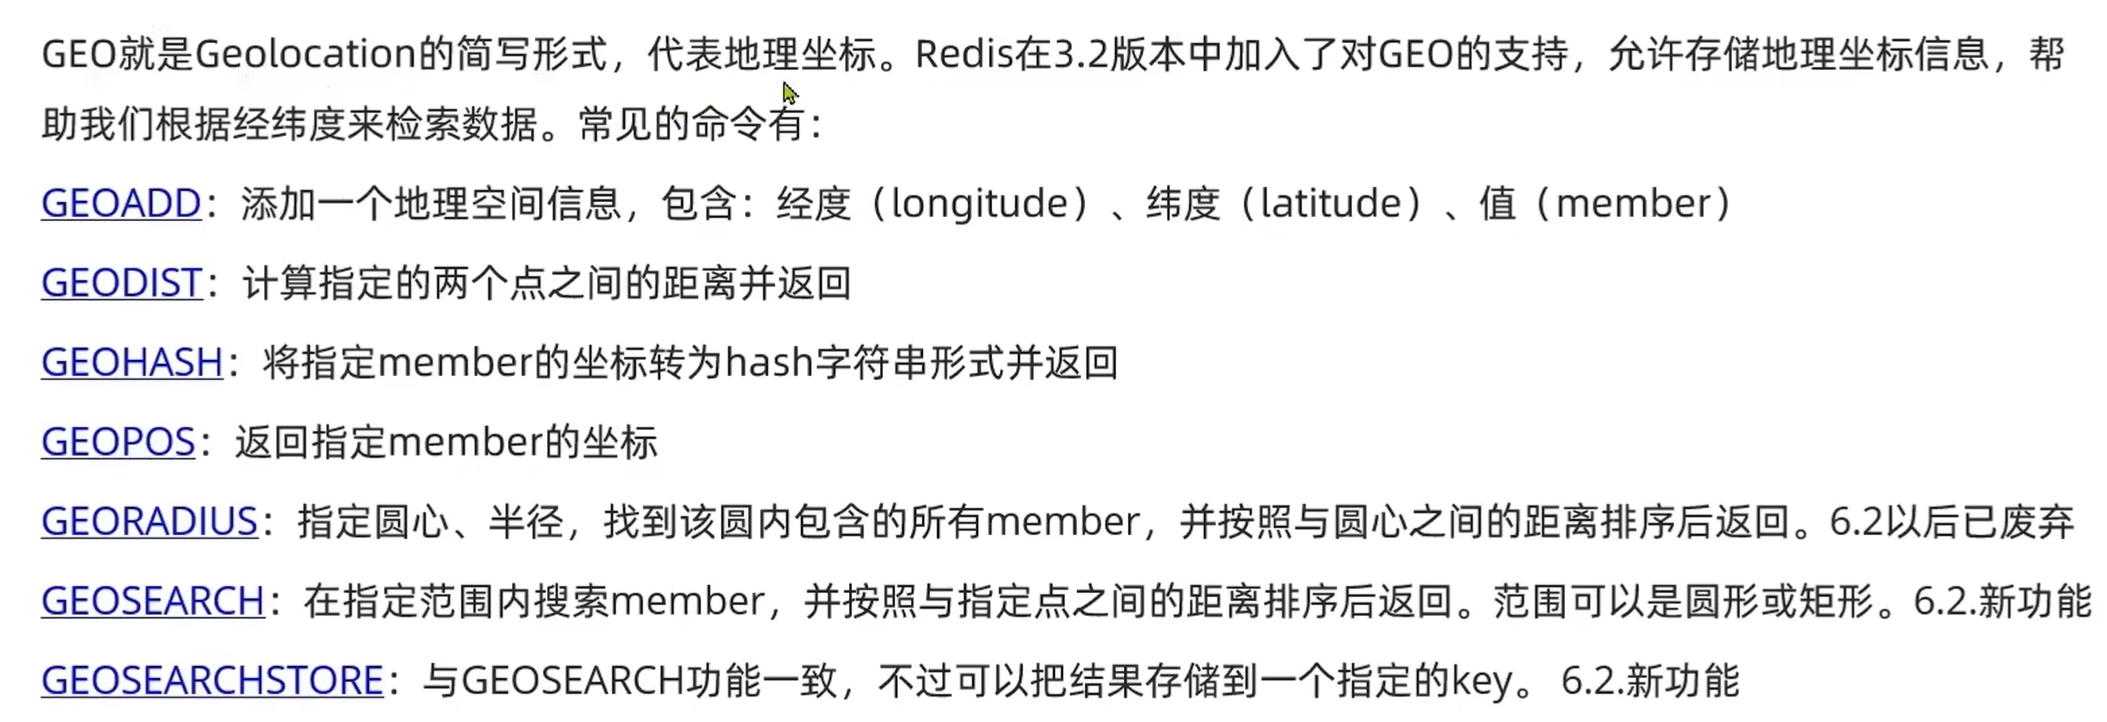 GEO就是Geolocation的简写形式，代表地理坐标。Redis在3.2版本中加入了对GEO的支持，允许存储地理坐标信息，帮
助我们根据经纬度来检索数据。常见的命令有：
GEOADD：添加一个地理空间信息，包含：经度（longitude）、纬度（latitude）、值（member）
GEODIST：计算指定的两个点之间的距离并返回
GEOHASH：将指定member的坐标转为hash字符串形式并返回
GEOPOS：返回指定member的坐标
GEORADIUS：指定圆心、半径，找到该圆内包含的所有member，并按照与圆心之间的距离排序后返回。6.2以后已废弃
GEOSEARCH：在指定范围内搜索member，并按照与指定点之间的距离排序后返回。范围可以是圆形或矩形。6.2.新功能
GEOSEARCHSTORE：与GEOSEARCH功能一致，不过可以把结果存储到一个指定的key。 6.2.新功能